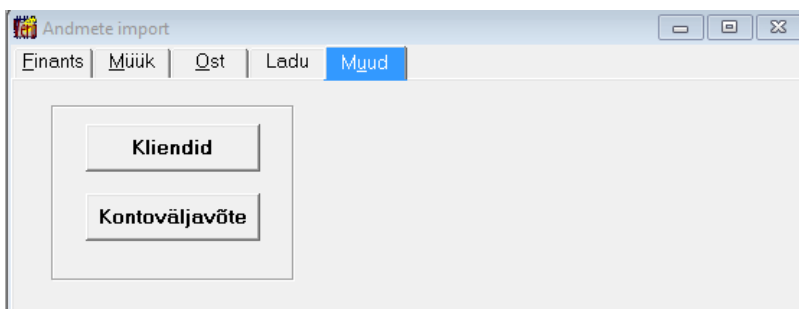 Andmete import
Finants Müük Ost Ladu Muud
Kliendid
Kontoväljavõte